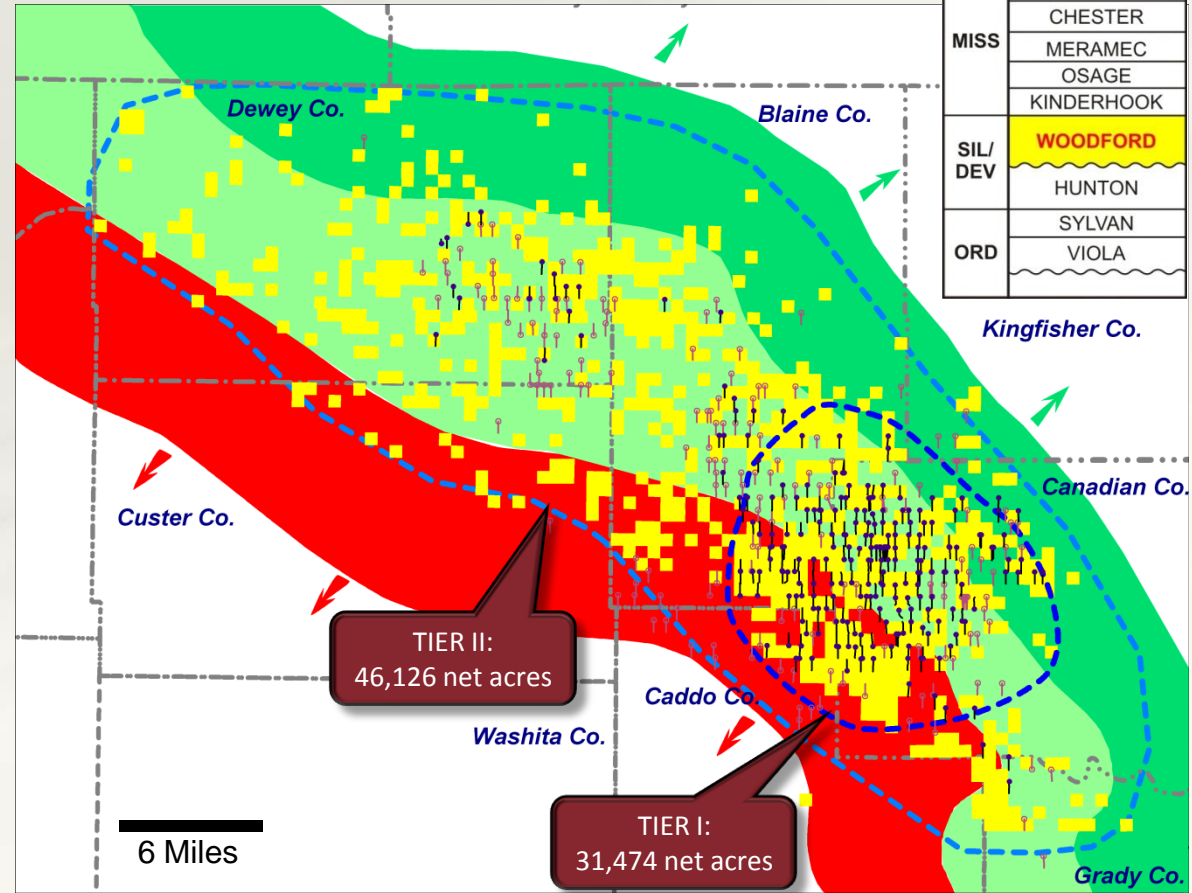 MISS
CHESTER
MERAMEC
OSAGE
KINDERHOOK
SIL/
DEV
WOODFORD
HUNTON
ORD
SYLVAN
VIOLA
Dewey Co.
Blaine Co.
Kingfisher Co.
Canadian Co.
Custer Co.
TIER II:
46,126 net acres
Caddo Co.
Washita Co.
TIER I:
31,474 net acres
6 Miles
Grady Co.